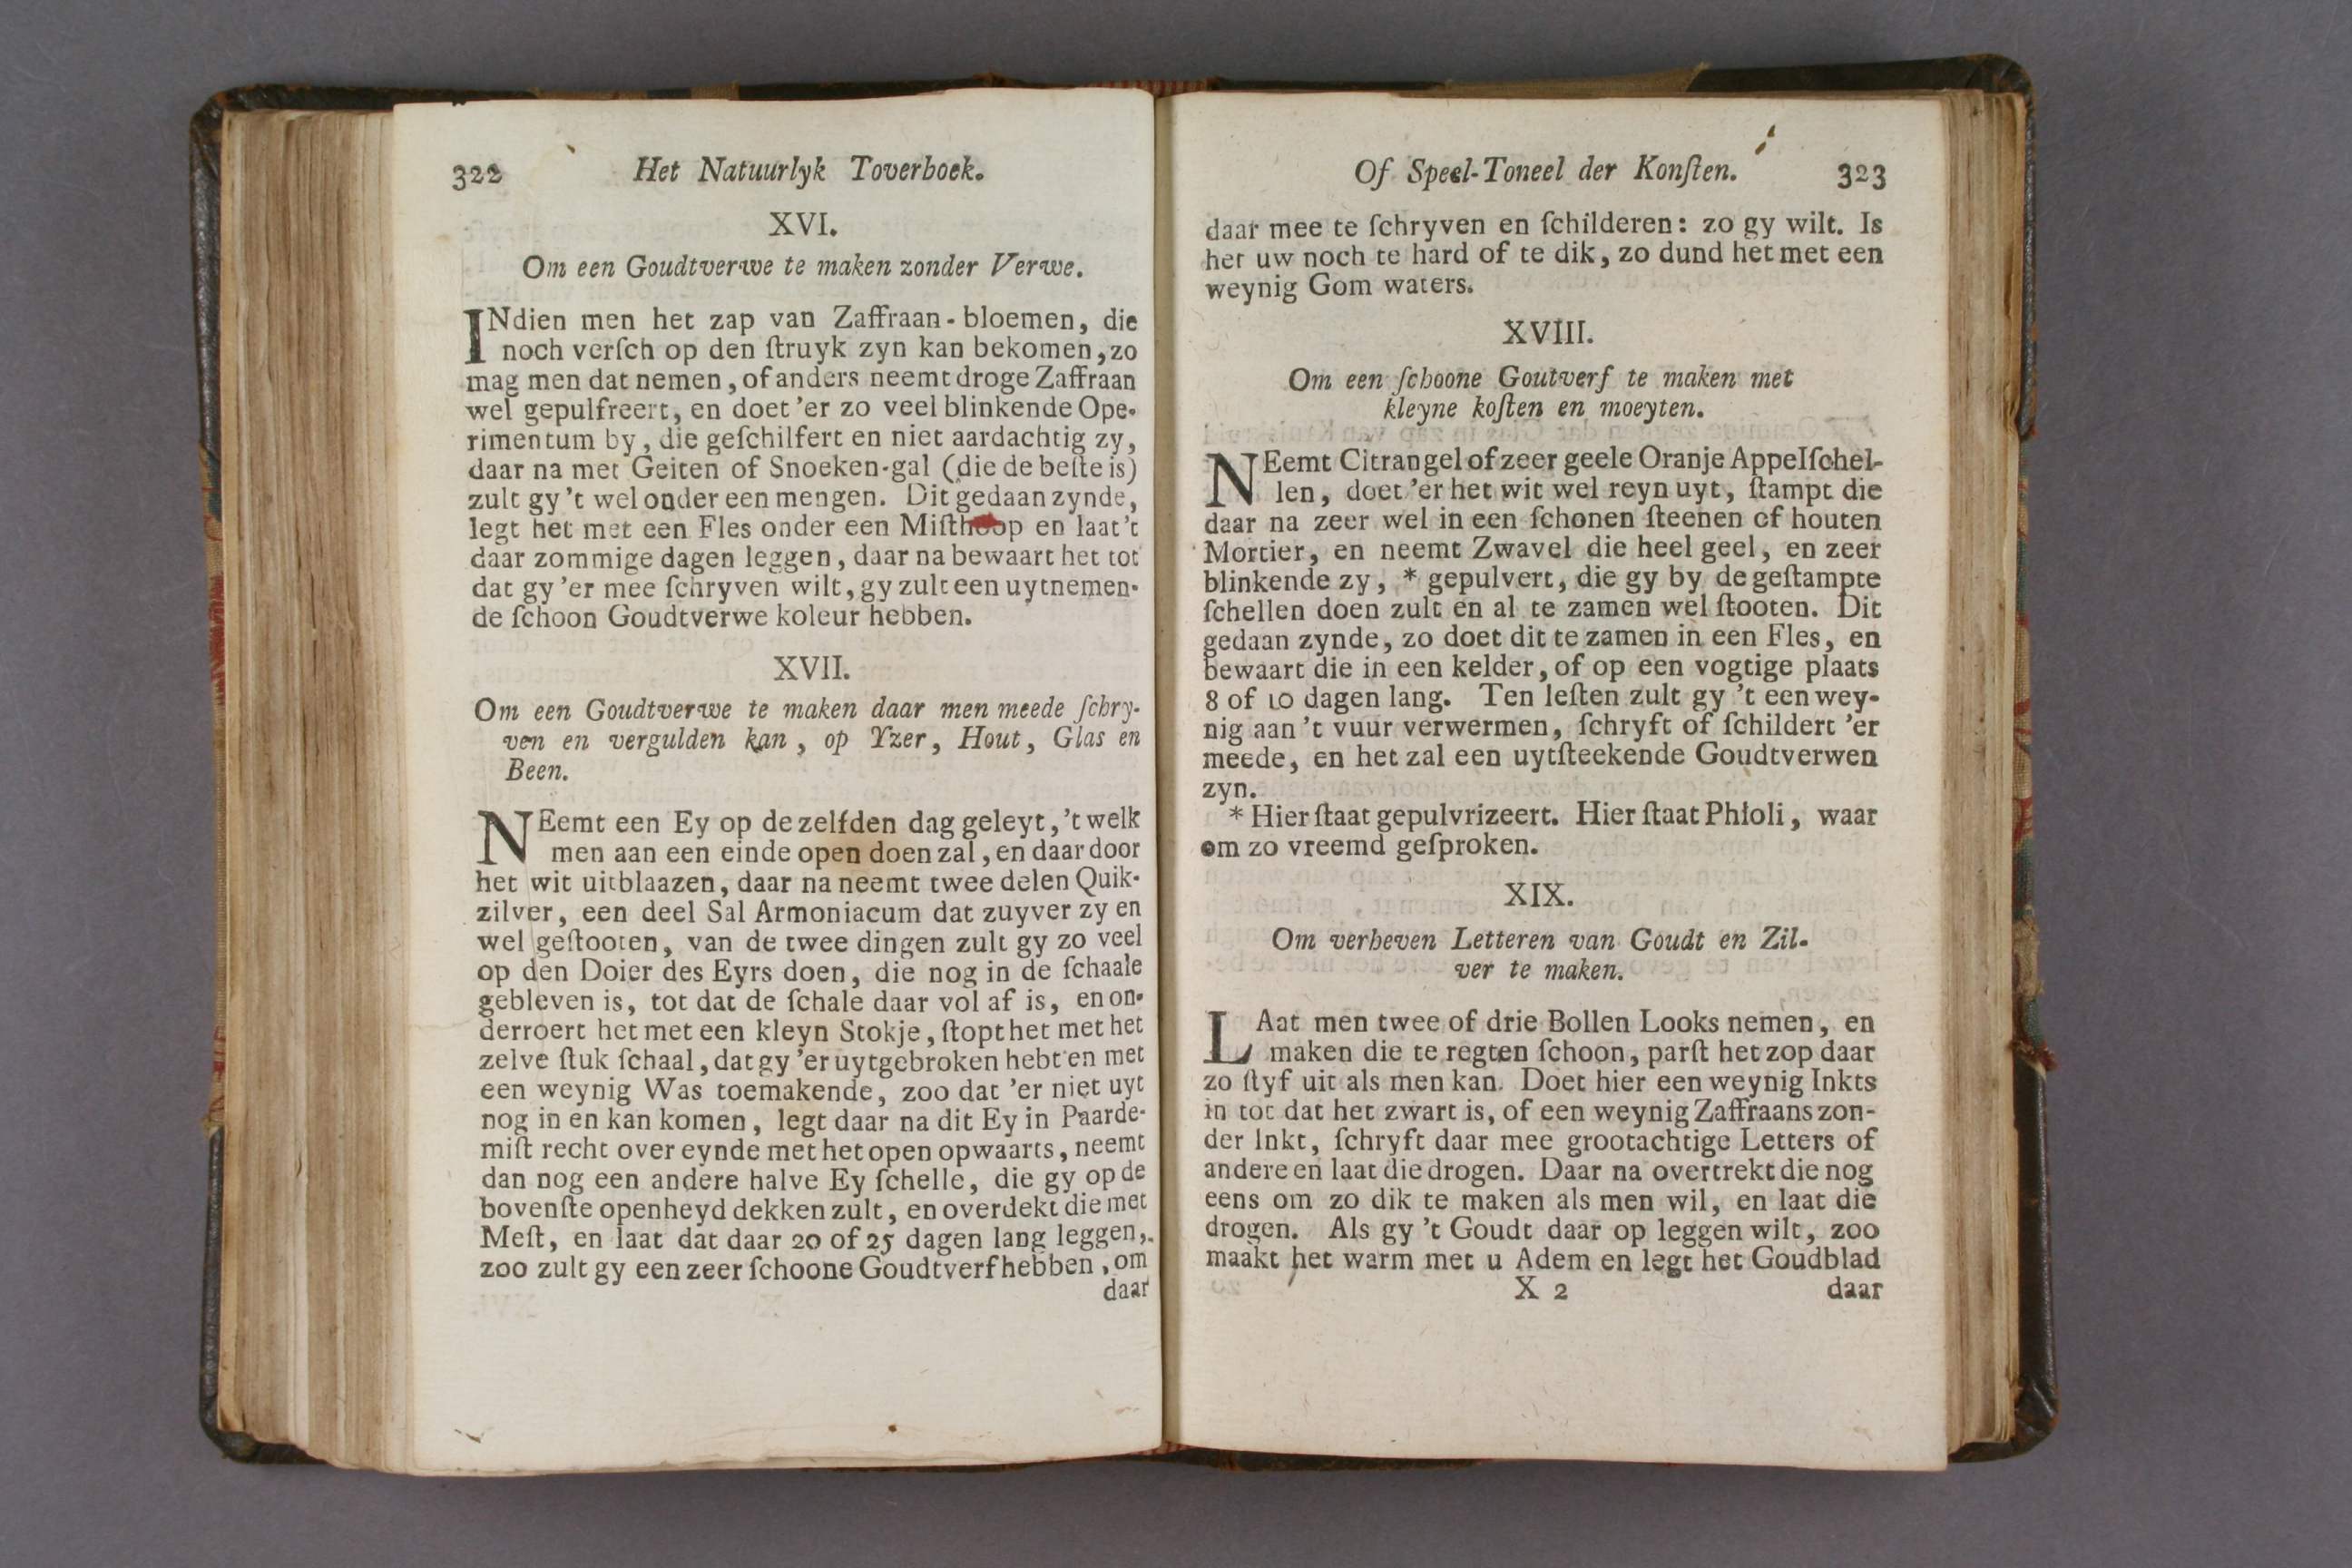 322 Het Natuurlyk Toverboek.
XVI.
Om een Goudtverwe te maken zonder Verwe.
INdien men het zap van Zaffraan-bloemen, die
noch verſch op den ſtruyk zyn kan bekomen, zo
mag men dat nemen, of anders neemt droge Zaffraan
wel gepulfreert, en doet 'er zo veel blinkende Ope-
rimentum by, die geſchilfert en niet aardachtig zy,
daar na met Geiten of Snoeken-gal (die de beſte is)
zult gy 't wel onder een mengen. Dit gedaan zynde,
legt het met een Fles onder een Miſthoop en laat 't
daar zommige dagen leggen, daar na bewaart het tot
dat gy 'er mee ſchryven wilt, gy zult een uytnemen-
de ſchoon Goudtverwe koleur hebben.
XVII.
Om een Goudtverwe te maken daar men meede ſchry-
ven en vergulden kan, op Yzer, Hout, Glas en
Been.
NEemt een Ey op de zelfden dag geleyt, 't welk
men aan een einde open doen zal, en daar door
het wit uitblaazen, daar na neemt twee delen Quik-
zilver, een deel Sal Armoniacum dat zuyver zy en
wel geſtooten, van de twee dingen zult gy zo veel
op den Doier des Eyrs doen, die nog in de ſchaale
gebleven is, tot dat de ſchale daar vol af is, en on-
derroert het met een kleyn Stokje, ſtopt het met het
zelve ſtuk ſchaal, dat gy 'er uytgebroken hebt en met
een weynig Was toemakende, zoo dat 'er niet uyt
nog in en kan komen, legt daar na dit Ey in Paarde-
miſt recht over eynde met het open opwaarts, neemt
dan nog een andere halve Ey ſchelle, die gy op de
bovenſte openheyd dekken zult, en overdekt die met
Meſt, en laat dat daar 20 of 25 dagen lang leggen,
zoo zult gy een zeer ſchoone Goudtverf hebben, om
daar
Of Speel-Toneel der Konſten. 323
daar mee te ſchryven en ſchilderen: zo gy wilt. Is
het uw noch te hard of te dik, zo dund het met een
weynig Gom waters.
XVIII.
Om een ſchoone Goutverf te maken met
kleyne koſten en moeyten.
NEemt Citrangel of zeer geele Oranje Appelſchel-
len, doet 'er het wit wel reyn uyt, ſtampt die
daar na zeer wel in een ſchonen ſteenen of houten
Mortier, en neemt Zwavel die heel geel, en zeer
blinkende zy, * gepulvert, die gy by de geſtampte
ſchellen doen zult en al te zamen wel ſtooten. Dit
gedaan zynde, zo doet dit te zamen in een Fles, en
bewaart die in een kelder, of op een vogtige plaats
8 of 10 dagen lang. Ten leſten zult gy 't een wey-
nig aan 't vuur verwermen, ſchryft of ſchildert 'er
meede, en het zal een uytſteekende Goudtverwen
zyn.
* Hier ſtaat gepulvrizeert. Hier ſtaat Phioli, waar
om zo vreemd geſproken.
XIX.
Om verheven Letteren van Goudt en Zil-
ver te maken.
LAat men twee of drie Bollen Looks nemen, en
maken die te regten ſchoon, parſt het zop daar
zo ſtyf uit als men kan. Doet hier een weynig Inkts
in tot dat het zwart is, of een weynig Zaffraans zon-
der Inkt, ſchryft daar mee grootachtige Letters of
andere en laat die drogen. Daar na overtrekt die nog
eens om zo dik te maken als men wil, en laat die
drogen. Als gy 't Goudt daar op leggen wilt, zoo
maakt het warm met u Adem en legt het Goudblad
X 2 daar